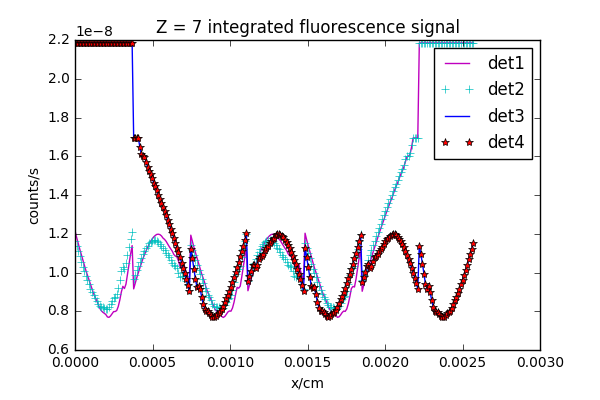 Z = 7 integrated fluorescence signal
1e−8
2.2
2.0
1.8
1.6
1.4
1.2
1.0
0.8
0.6
counts/s
det1
det2
det3
det4
0.0000 0.0005 0.0010 0.0015 0.0020 0.0025 0.0030
x/cm